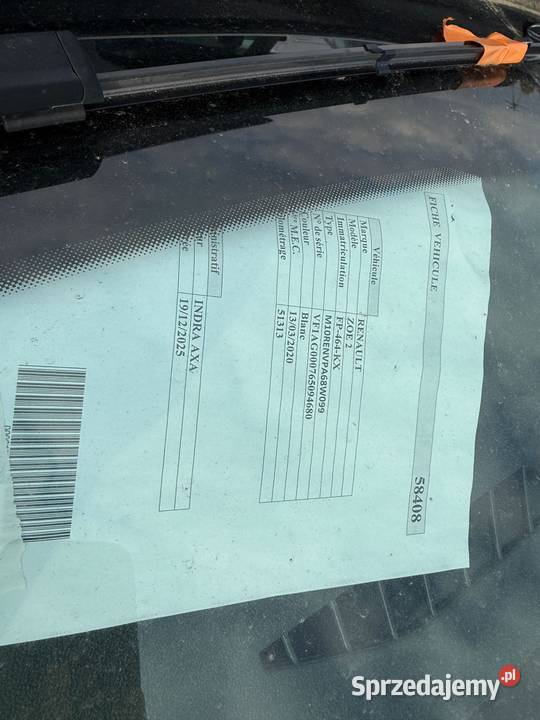 FICHE VEHICULE 58408
Véhicule
Marque RENAULT
Modèle ZOE 2
Immatriculation FP-464-KX
Type M10RENVPA68W099
N° de série VF1AG000765094680
Couleur Blanc
M.E.C. 13/03/2020
51313
INDRA AXA
19/12/2025
Sprzedajemy.pl